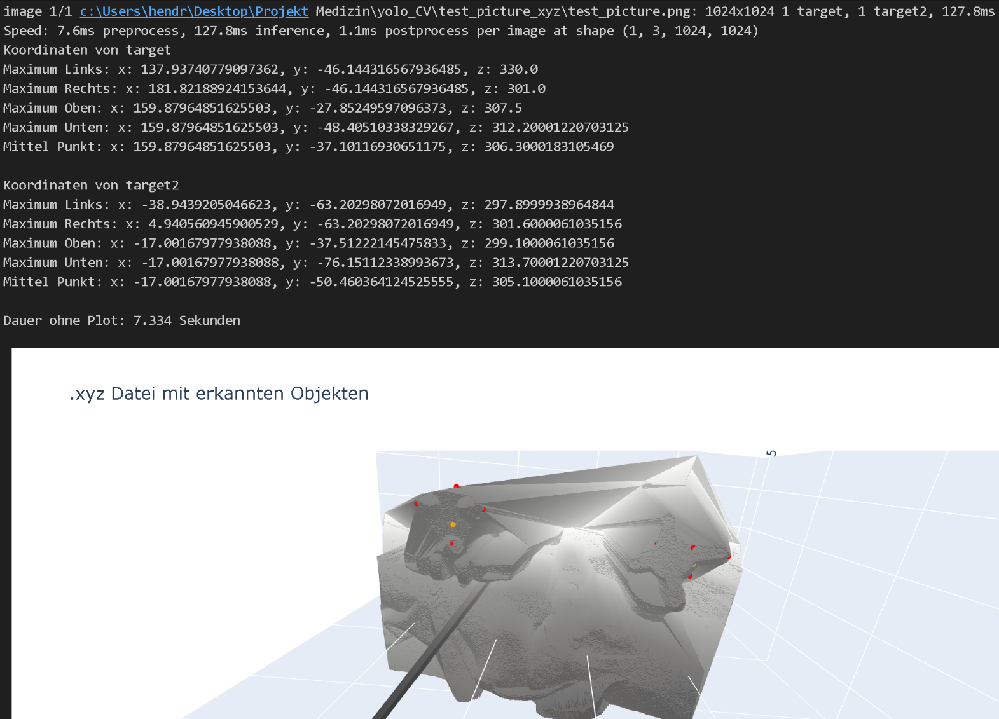 image 1/1 c:\Users\hendr\Desktop\Projekt Medizin\yolo_CV\test_picture_xyz\test_picture.png: 1024x1024 1 target, 1 target2, 127.8ms
Speed: 7.6ms preprocess, 127.8ms inference, 1.1ms postprocess per image at shape (1, 3, 1024, 1024)
Koordinaten von target
Maximum Links: x: 137.93740779097362, y: -46.144316567936485, z: 330.0
Maximum Rechts: x: 181.82188924153644, y: -46.144316567936485, z: 301.0
Maximum Oben: x: 159.87964851625503, y: -27.85249597096373, z: 307.5
Maximum Unten: x: 159.87964851625503, y: -48.40510338329267, z: 312.20001220703125
Mittel Punkt: x: 159.87964851625503, y: -37.10116930651175, z: 306.3000183105469
Koordinaten von target2
Maximum Links: x: -38.9439205046623, y: -63.20298072016949, z: 297.8999938964844
Maximum Rechts: x: 4.940560945900529, y: -63.20298072016949, z: 301.6000061035156
Maximum Oben: x: -17.00167977938088, y: -37.51222145475833, z: 299.1000061035156
Maximum Unten: x: -17.00167977938088, y: -76.15112338993673, z: 313.70001220703125
Mittel Punkt: x: -17.00167977938088, y: -50.460364124525555, z: 305.1000061035156
Dauer ohne Plot: 7.334 Sekunden
.xyz Datei mit erkannten Objekten
5